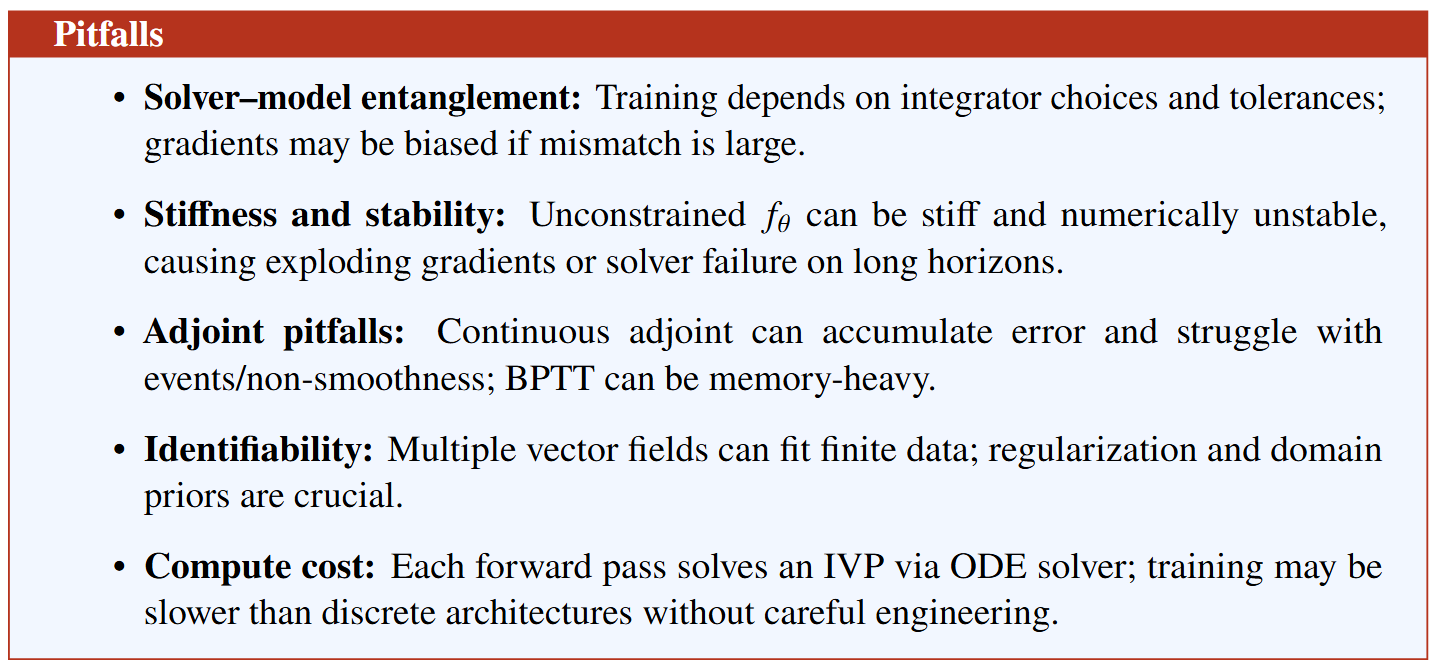 Pitfalls
• Solver–model entanglement: Training depends on integrator choices and tolerances;
gradients may be biased if mismatch is large.
• Stiffness and stability: Unconstrained fθ can be stiff and numerically unstable,
causing exploding gradients or solver failure on long horizons.
• Adjoint pitfalls: Continuous adjoint can accumulate error and struggle with
events/non-smoothness; BPTT can be memory-heavy.
• Identifiability: Multiple vector fields can fit finite data; regularization and domain
priors are crucial.
• Compute cost: Each forward pass solves an IVP via ODE solver; training may be
slower than discrete architectures without careful engineering.